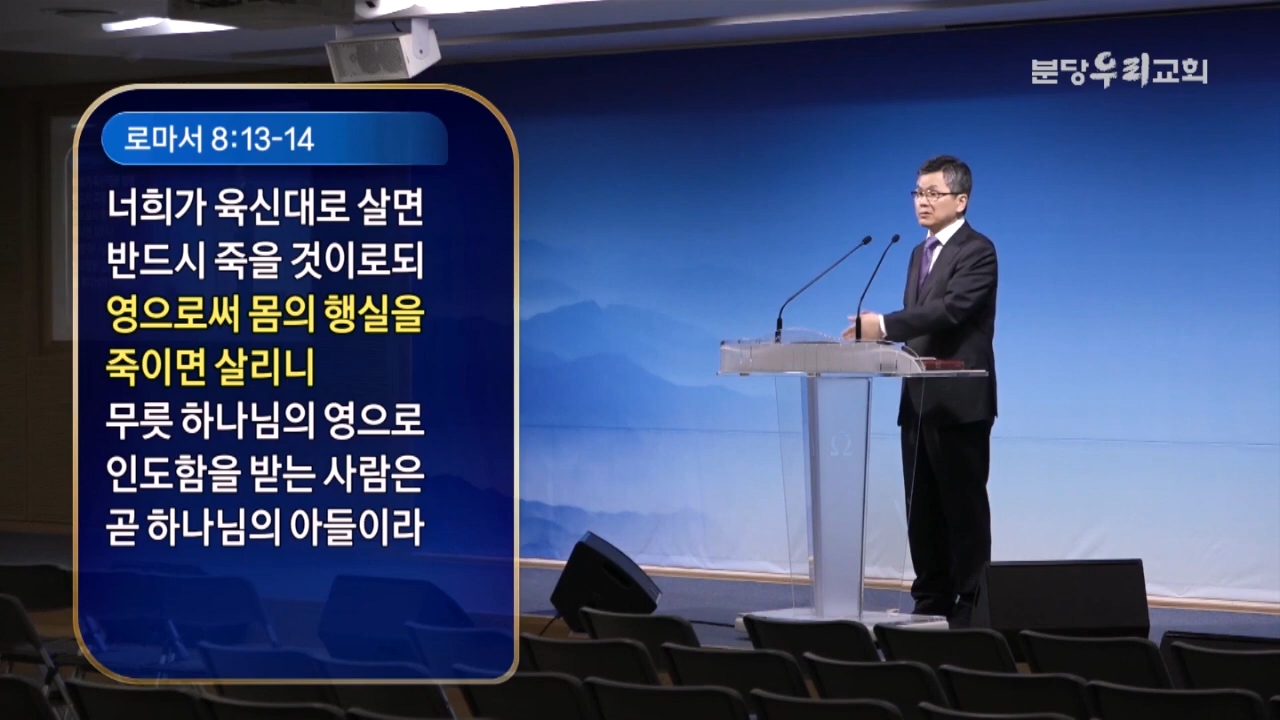 분당우리교회
로마서 8:13-14
너희가 육신대로 살면
반드시 죽을 것이로되
영으로써 몸의 행실을
죽이면 살리니
무릇 하나님의 영으로
인도함을 받는 사람은
곧 하나님의 아들이라
Ω